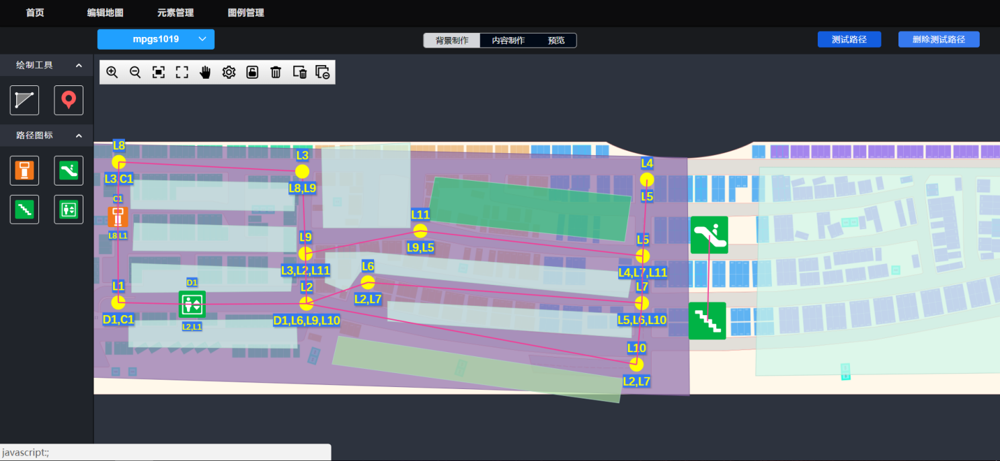 首页 编辑地图 元素管理 图例管理
mpgs1019 背景制作 内容制作 预览 测试路径 删除测试路径
绘制工具
路径图标
L8
L3,C1
C1
L8 L1
L1
D1,C1
D1
L2,L1
L3
L8,L9
L9
L3,L2,L11
L2
D1,L6,L9,L10
L11
L9,L5
L6
L2,L7
L4
L5
L5
L4,L7,L11
L7
L5,L6,L10
L10
L2,L7
javascript:;